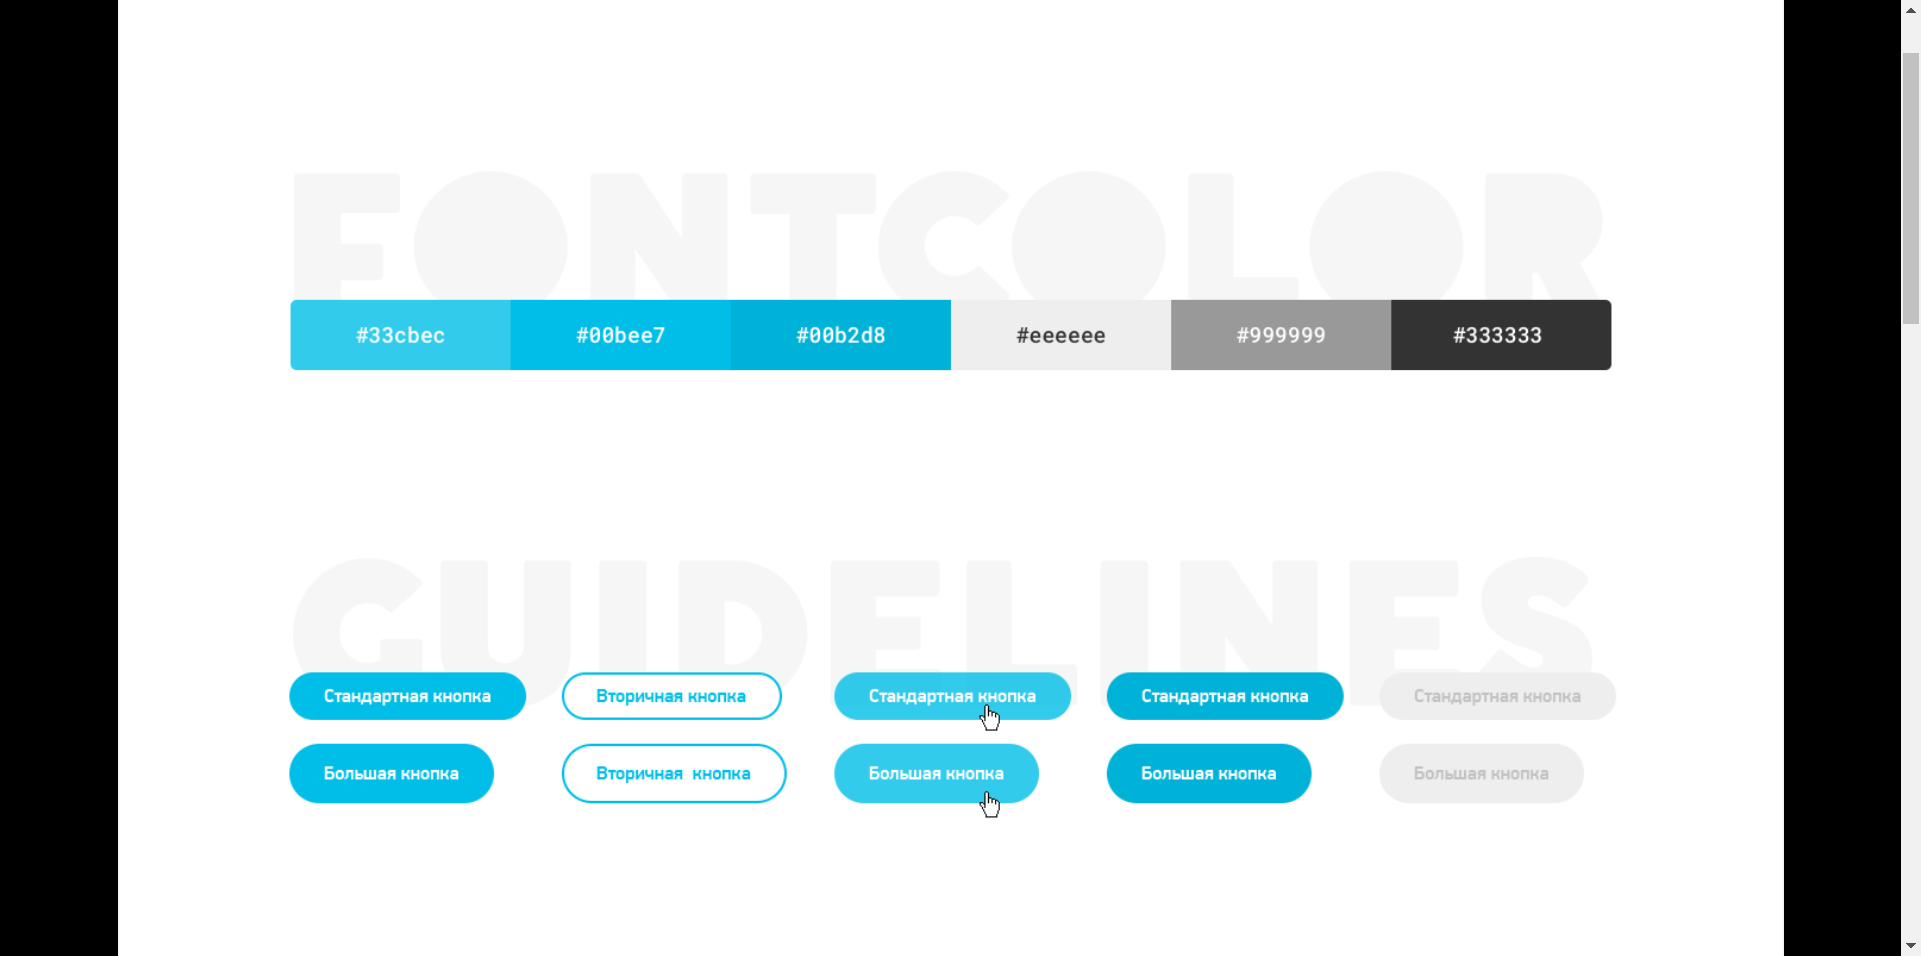 FONTCOLOR
#33cbec #00bee7 #00b2d8 #eeeeee #999999 #333333
GUIDELINES
Стандартная кнопка Вторичная кнопка Стандартная кнопка Стандартная кнопка Стандартная кнопка
Большая кнопка Вторичная кнопка Большая кнопка Большая кнопка Большая кнопка